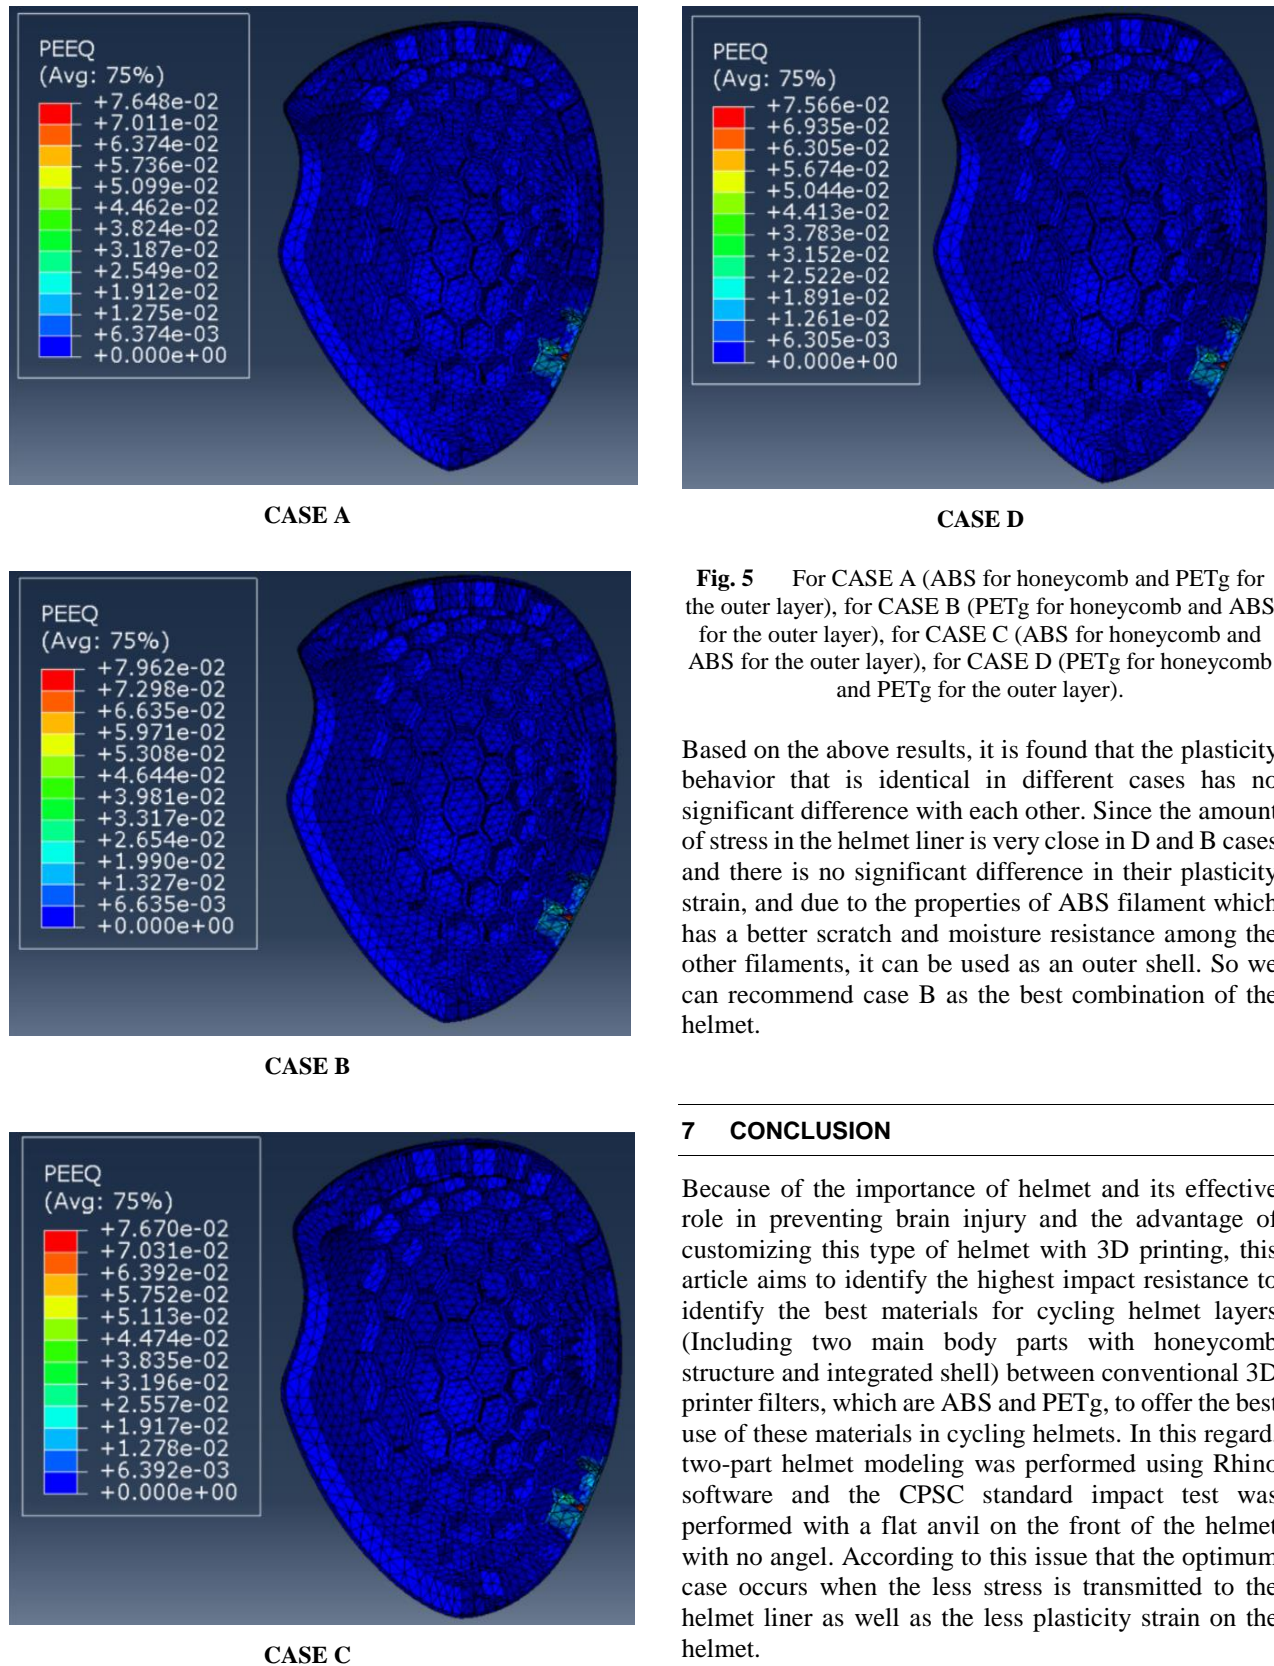 PEEQ
(Avg: 75%)
+7.648e-02
+7.011e-02
+6.374e-02
+5.736e-02
+5.099e-02
+4.462e-02
+3.824e-02
+3.187e-02
+2.549e-02
+1.912e-02
+1.275e-02
+6.374e-03
+0.000e+00
CASE A
PEEQ
(Avg: 75%)
+7.962e-02
+7.298e-02
+6.635e-02
+5.971e-02
+5.308e-02
+4.644e-02
+3.981e-02
+3.317e-02
+2.654e-02
+1.990e-02
+1.327e-02
+6.635e-03
+0.000e+00
CASE B
PEEQ
(Avg: 75%)
+7.670e-02
+7.031e-02
+6.392e-02
+5.752e-02
+5.113e-02
+4.474e-02
+3.835e-02
+3.196e-02
+2.557e-02
+1.917e-02
+1.278e-02
+6.392e-03
+0.000e+00
CASE C
PEEQ
(Avg: 75%)
+7.566e-02
+6.935e-02
+6.305e-02
+5.674e-02
+5.044e-02
+4.413e-02
+3.783e-02
+3.152e-02
+2.522e-02
+1.891e-02
+1.261e-02
+6.305e-03
+0.000e+00
CASE D
Fig. 5 For CASE A (ABS for honeycomb and PETg for
the outer layer), for CASE B (PETg for honeycomb and ABS
for the outer layer), for CASE C (ABS for honeycomb and
ABS for the outer layer), for CASE D (PETg for honeycomb
and PETg for the outer layer).
Based on the above results, it is found that the plasticity
behavior that is identical in different cases has no
significant difference with each other. Since the amount
of stress in the helmet liner is very close in D and B cases
and there is no significant difference in their plasticity
strain, and due to the properties of ABS filament which
has a better scratch and moisture resistance among the
other filaments, it can be used as an outer shell. So we
can recommend case B as the best combination of the
helmet.
7 CONCLUSION
Because of the importance of helmet and its effective
role in preventing brain injury and the advantage of
customizing this type of helmet with 3D printing, this
article aims to identify the highest impact resistance to
identify the best materials for cycling helmet layers
(Including two main body parts with honeycomb
structure and integrated shell) between conventional 3D
printer filters, which are ABS and PETg, to offer the best
use of these materials in cycling helmets. In this regard,
two-part helmet modeling was performed using Rhino
software and the CPSC standard impact test was
performed with a flat anvil on the front of the helmet
with no angel. According to this issue that the optimum
case occurs when the less stress is transmitted to the
helmet liner as well as the less plasticity strain on the
helmet.